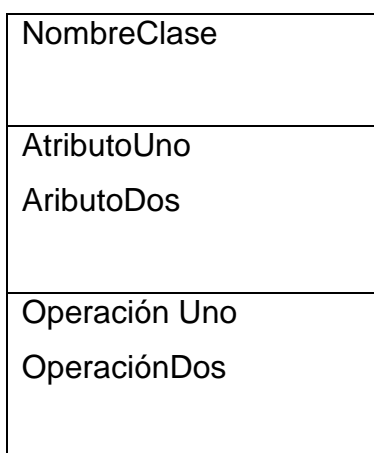 NombreClase
AtributoUno
AributoDos
Operación Uno
OperaciónDos